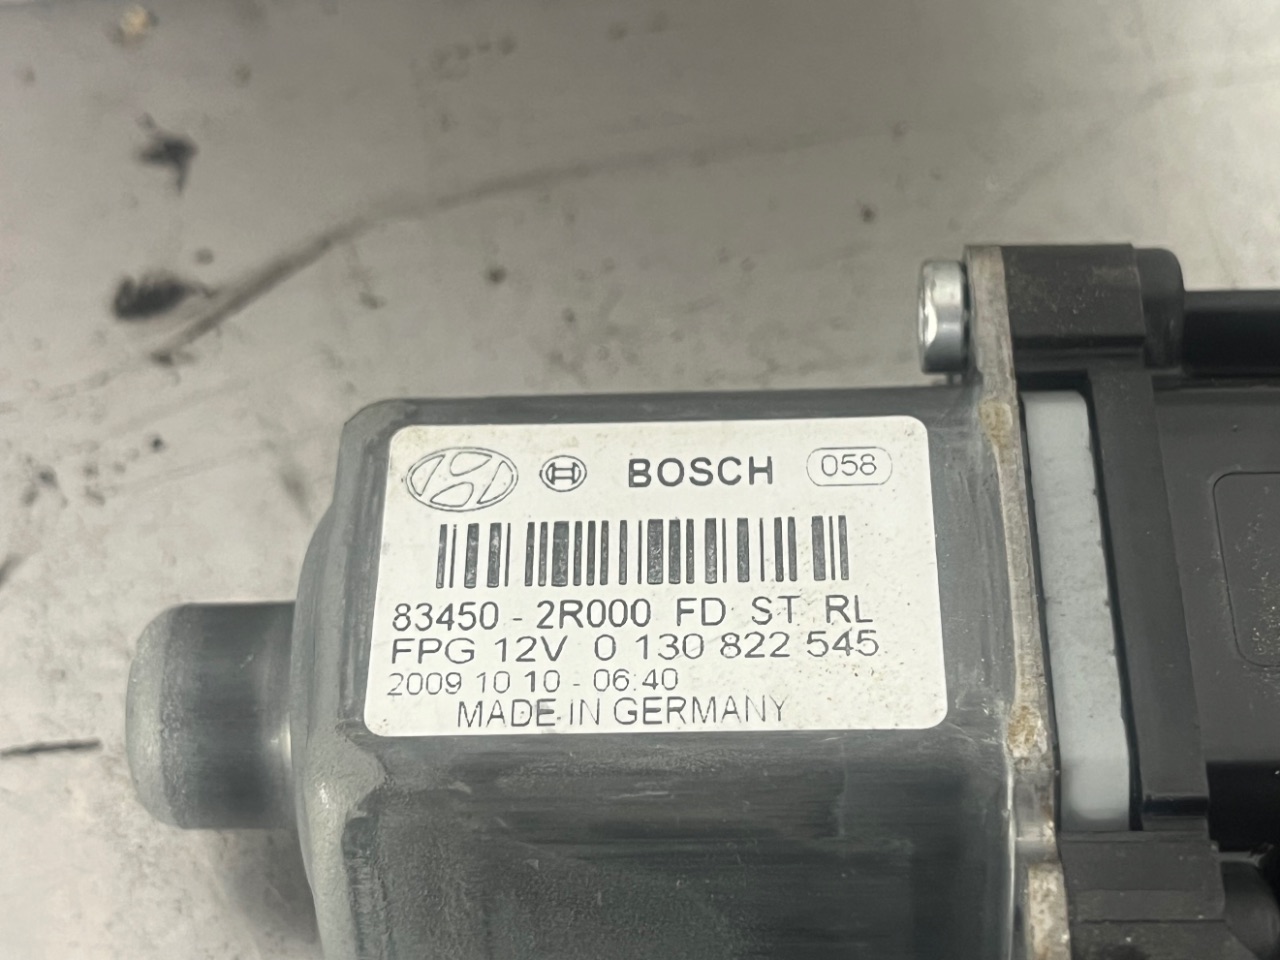 BOSCH 058
83450-2R000 FD ST RL
FPG 12V 0 130 822 545
2009 10 10 - 06:40
MADE IN GERMANY